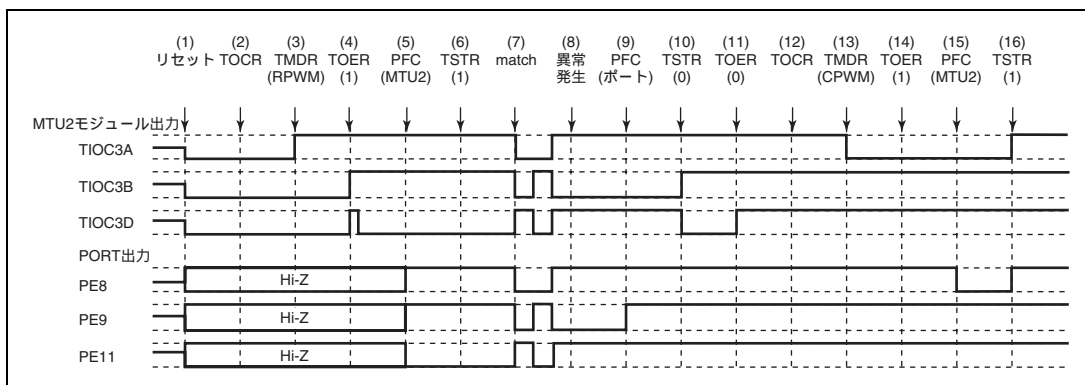 (1) (2) (3) (4) (5) (6) (7) (8) (9) (10) (11) (12) (13) (14) (15) (16)
リセット TOCR TMDR TOER PFC TSTR match 異常 PFC TSTR TOER TOCR TMDR TOER PFC TSTR
(RPWM) (1) (MTU2) (1) 発生 (ポート) (0) (0) (CPWM) (1) (MTU2) (1)
MTU2モジュール出力
TIOC3A
TIOC3B
TIOC3D
PORT出力
PE8 Hi-Z
PE9 Hi-Z
PE11 Hi-Z